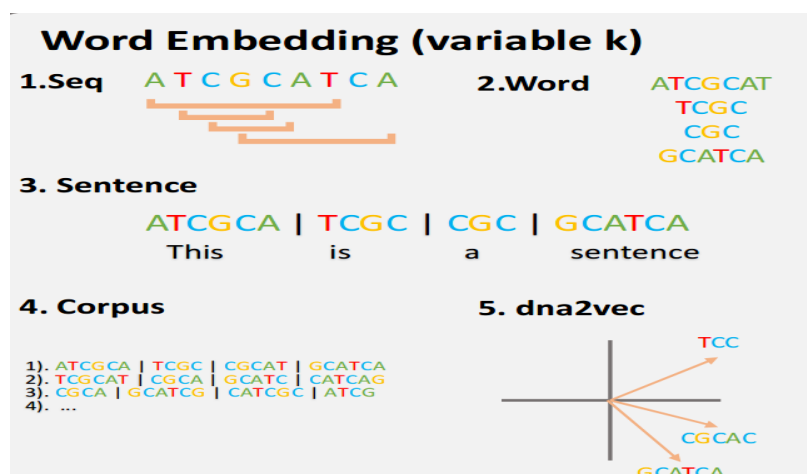 Word Embedding (variable k)
1.Seq A T C G C A T C A
2.Word ATCGCAT
TCGC
CGC
GCATCA
3. Sentence
ATCGCA | TCGC | CGC | GCATCA
This is a sentence
4. Corpus
1). ATCGCA | TCGC | CGCAT | GCATCA
2). TCGCAT | CGCA | GCATC | CATCAG
3). CGCA | GCATCG | CATCGC | ATCG
4). ...
5. dna2vec
TCC
CGCAC
GCATCA